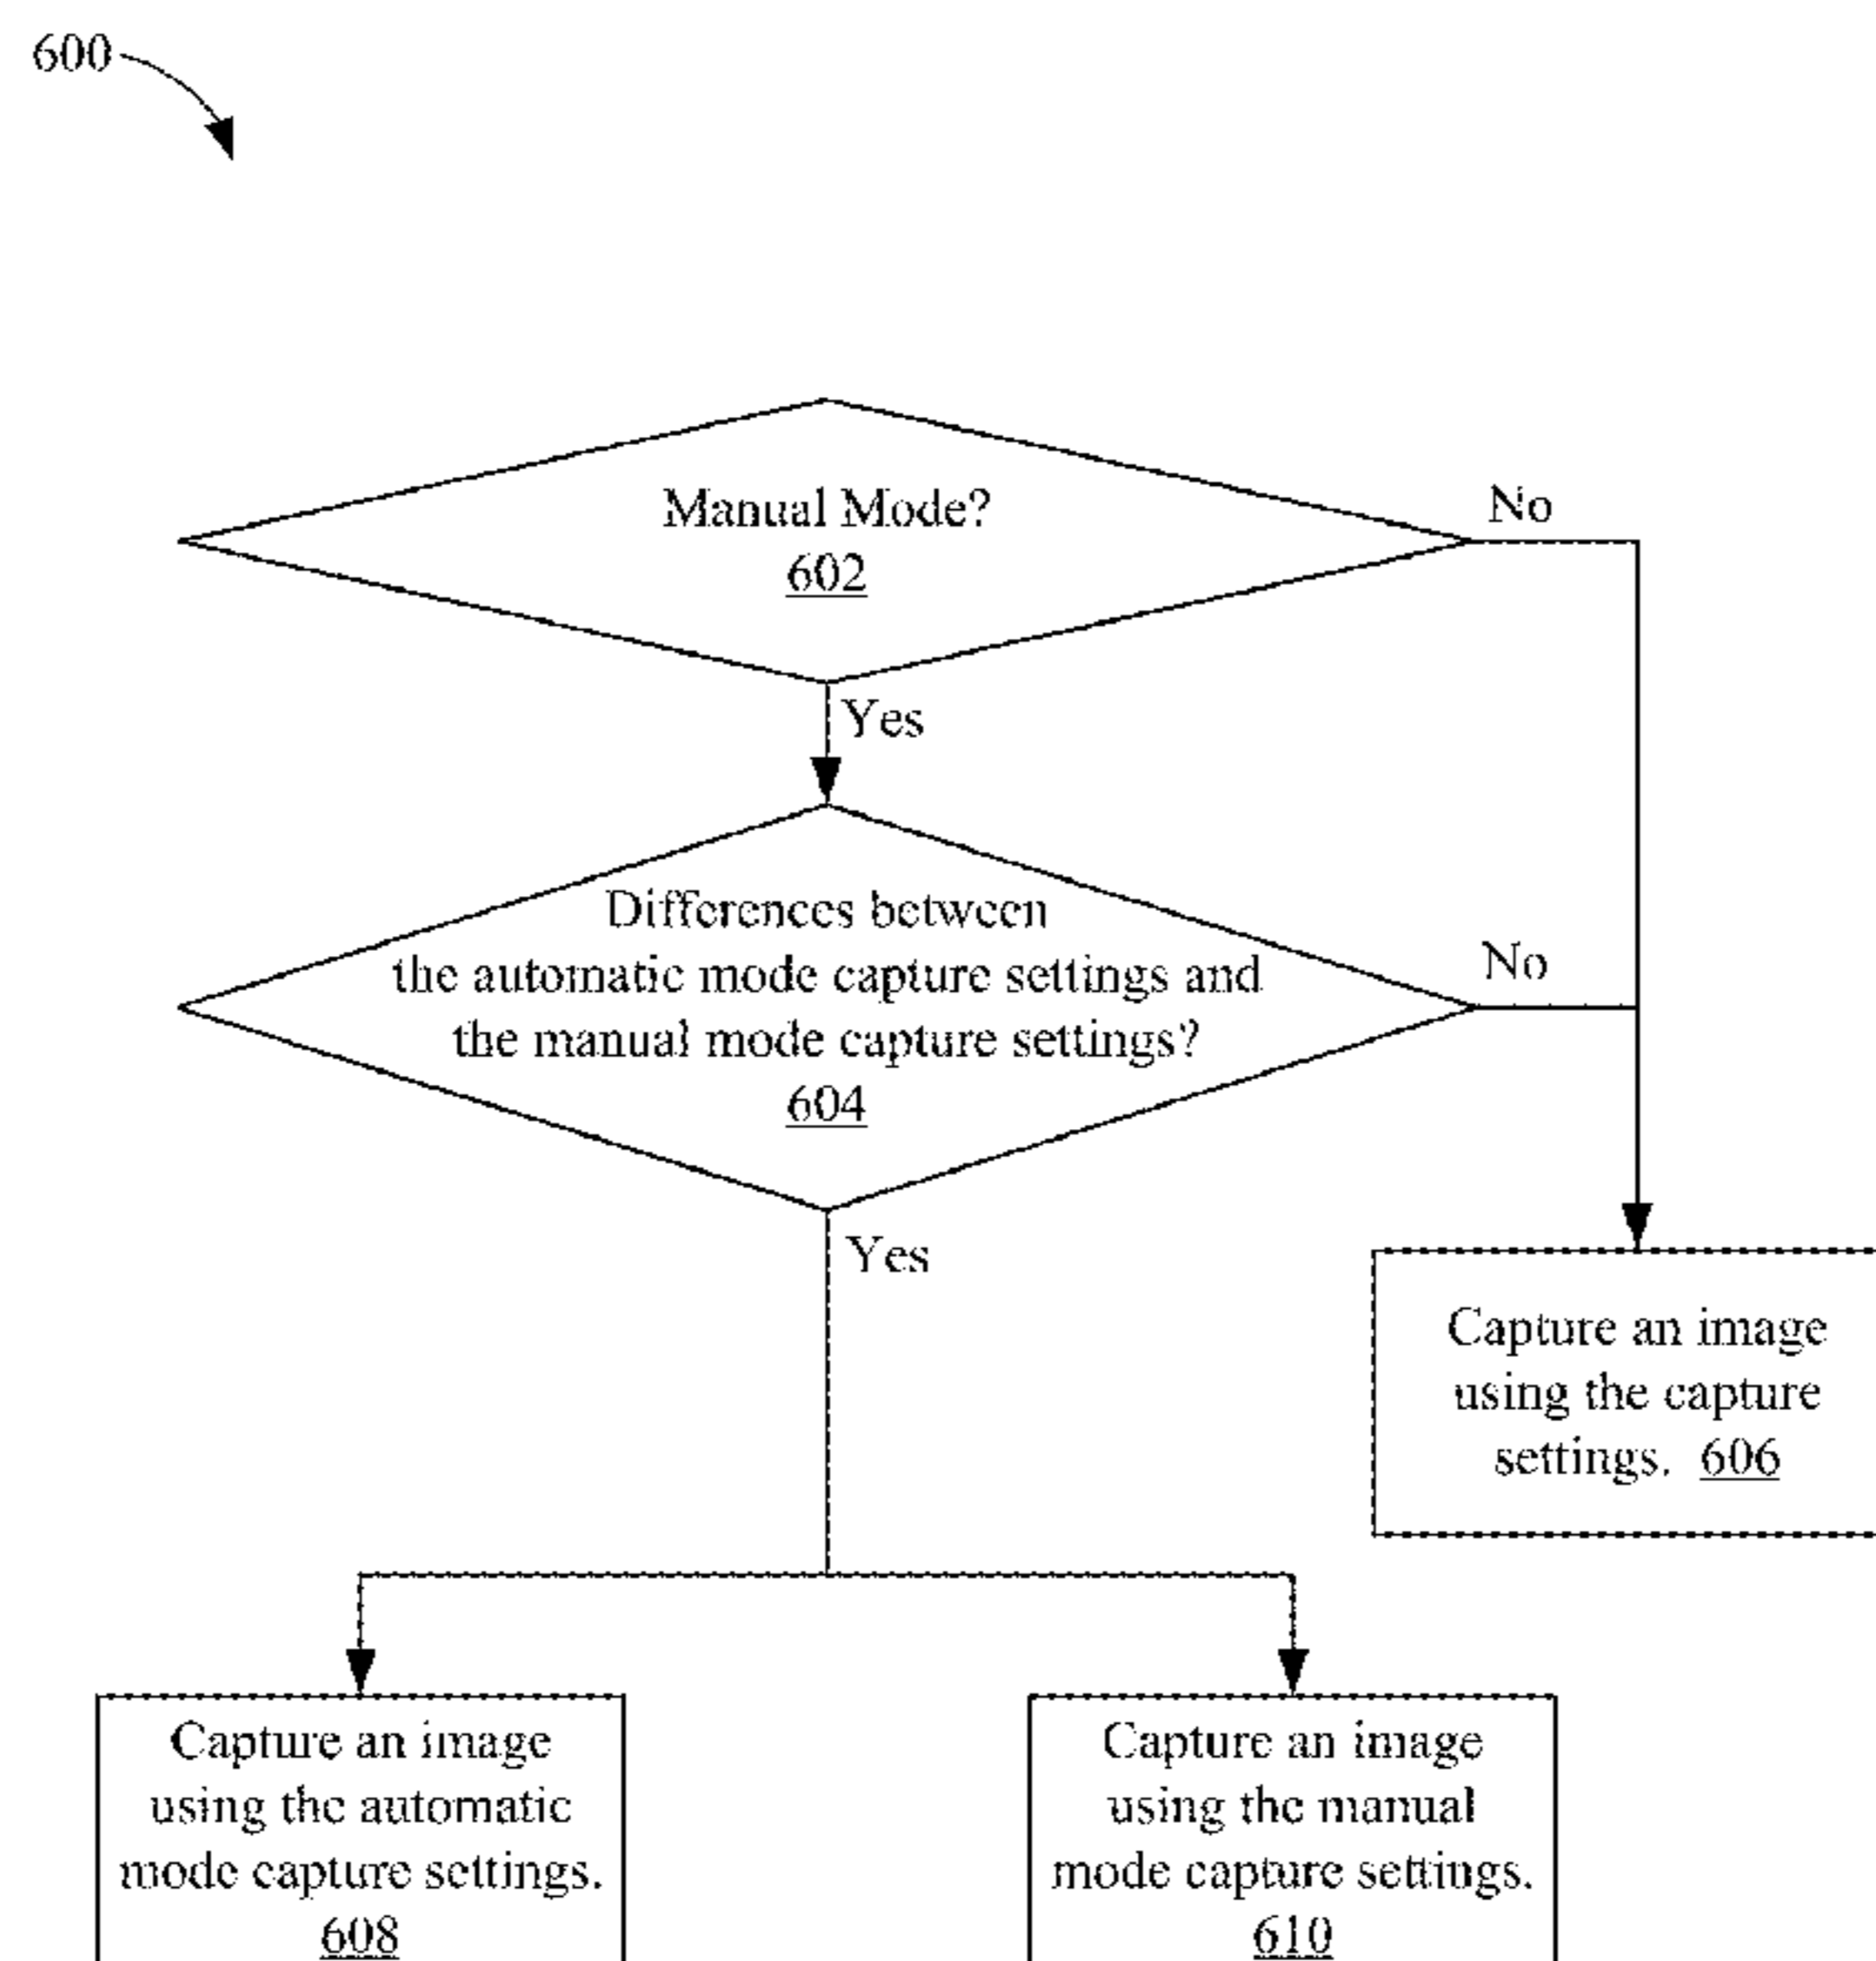 600
Manual Mode?
602
No
Yes
Differences between
the automatic mode capture settings and
the manual mode capture settings?
604
No
Yes
Capture an image
using the capture
settings. 606
Capture an image
using the automatic
mode capture settings.
608
Capture an image
using the manual
mode capture settings.
610